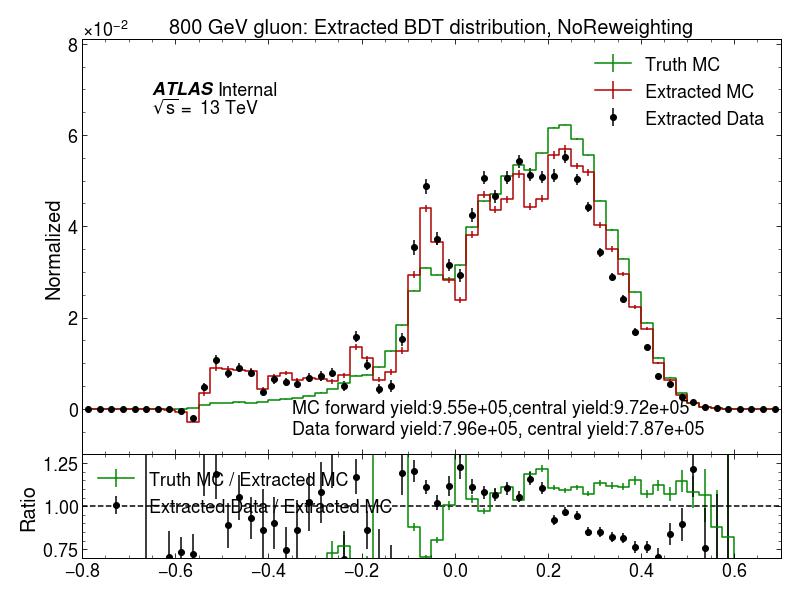 ×10⁻² 800 GeV gluon: Extracted BDT distribution, NoReweighting
8
Truth MC
ATLAS Internal
Extracted MC
√s = 13 TeV
Extracted Data
6
Normalized
4
2
0
MC forward yield:9.55e+05,central yield:9.72e+05
Data forward yield:7.96e+05, central yield:7.87e+05
1.25
Truth MC / Extracted MC
Ratio
1.00
Extracted Data / Extracted MC
0.75
−0.8 −0.6 −0.4 −0.2 0.0 0.2 0.4 0.6